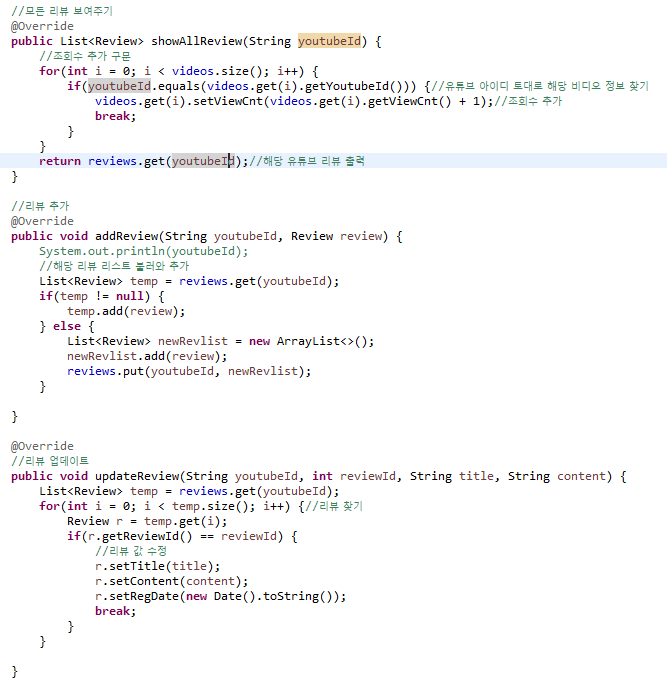 //모든 리뷰 보여주기
@Override
public List<Review> showAllReview(String youtubeId) {
//조회수 추가 구문
for(int i = 0; i < videos.size(); i++) {
if(youtubeId.equals(videos.get(i).getYoutubeId())) {//유튜브 아이디 토대로 해당 비디오 정보 찾기
videos.get(i).setViewCnt(videos.get(i).getViewCnt() + 1);//조회수 추가
break;
}
}
return reviews.get(youtubeId);//해당 유튜브 리뷰 출력
}
//리뷰 추가
@Override
public void addReview(String youtubeId, Review review) {
System.out.println(youtubeId);
//해당 리뷰 리스트 불러와 추가
List<Review> temp = reviews.get(youtubeId);
if(temp != null) {
temp.add(review);
} else {
List<Review> newRevlist = new ArrayList<>();
newRevlist.add(review);
reviews.put(youtubeId, newRevlist);
}
}
@Override
//리뷰 업데이트
public void updateReview(String youtubeId, int reviewId, String title, String content) {
List<Review> temp = reviews.get(youtubeId);
for(int i = 0; i < temp.size(); i++) {//리뷰 찾기
Review r = temp.get(i);
if(r.getReviewId() == reviewId) {
//리뷰 값 수정
r.setTitle(title);
r.setContent(content);
r.setRegDate(new Date().toString());
break;
}
}
}